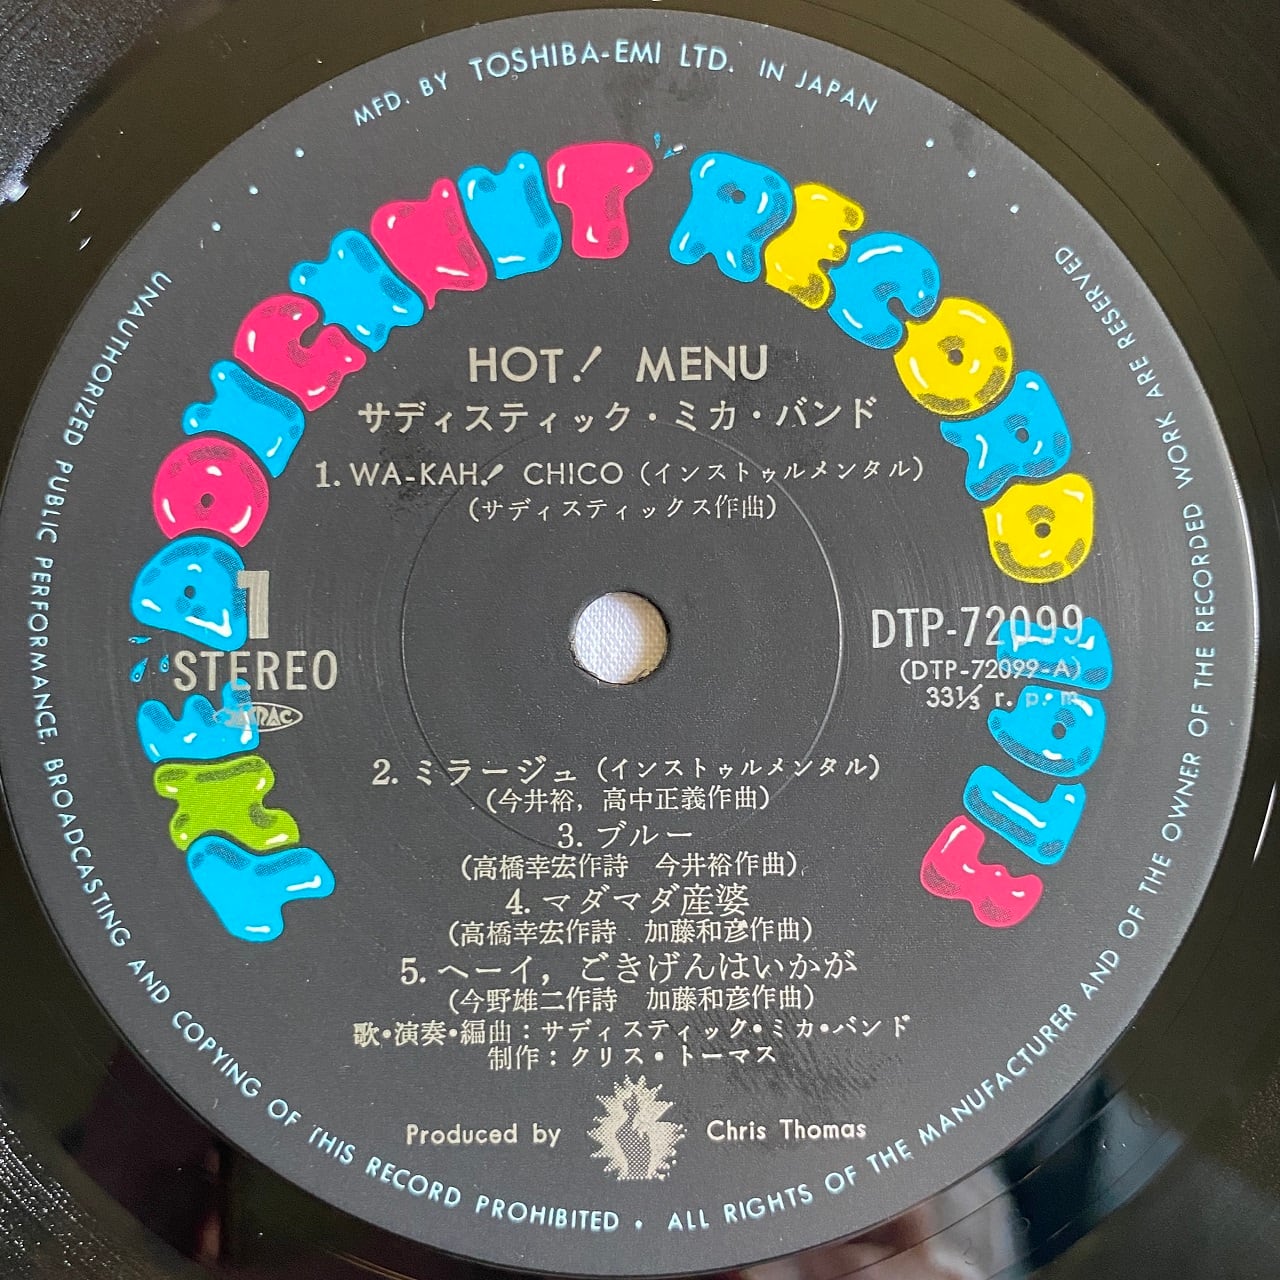 MFD. BY TOSHIBA-EMI LTD. IN JAPAN
DOUGHNUT RECORD
HOT! MENU
サディスティック・ミカ・バンド
1. WA-KAH! CHICO (インストゥルメンタル)
(サディスティックス作曲)
1
STEREO
DTP-72099
(DTP-72099-A)
33⅓ r. p. m
2. ミラージュ (インストゥルメンタル)
(今井裕, 高中正義作曲)
3. ブルー
(高橋幸宏作詩 今井裕作曲)
4. マダマダ産婆
(高橋幸宏作詩 加藤和彦作曲)
5. ヘーイ, ごきげんはいかが
(今野雄二作詩 加藤和彦作曲)
歌・演奏・編曲：サディスティック・ミカ・バンド
制作：クリス・トーマス
Produced by Chris Thomas
UNAUTHORIZED PUBLIC PERFORMANCE, BROADCASTING AND COPYING OF THIS RECORD PROHIBITED • ALL RIGHTS OF THE MANUFACTURER AND OF THE OWNER OF THE RECORDED WORK ARE RESERVED